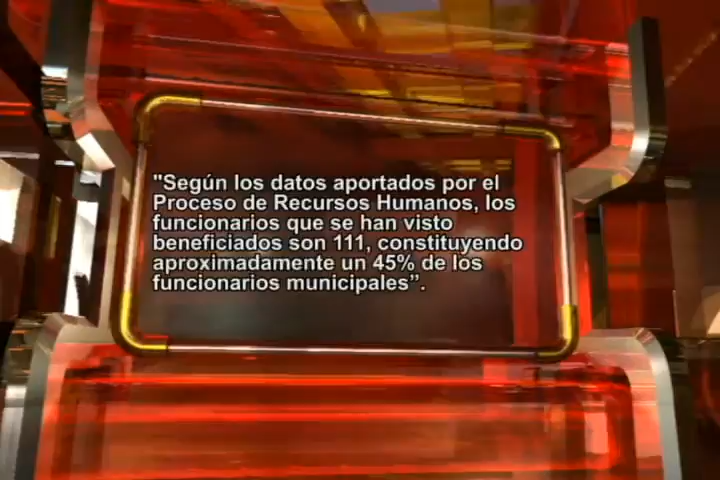 "Según los datos aportados por el
Proceso de Recursos Humanos, los
funcionarios que se han visto
beneficiados son 111, constituyendo
aproximadamente un 45% de los
funcionarios municipales”.